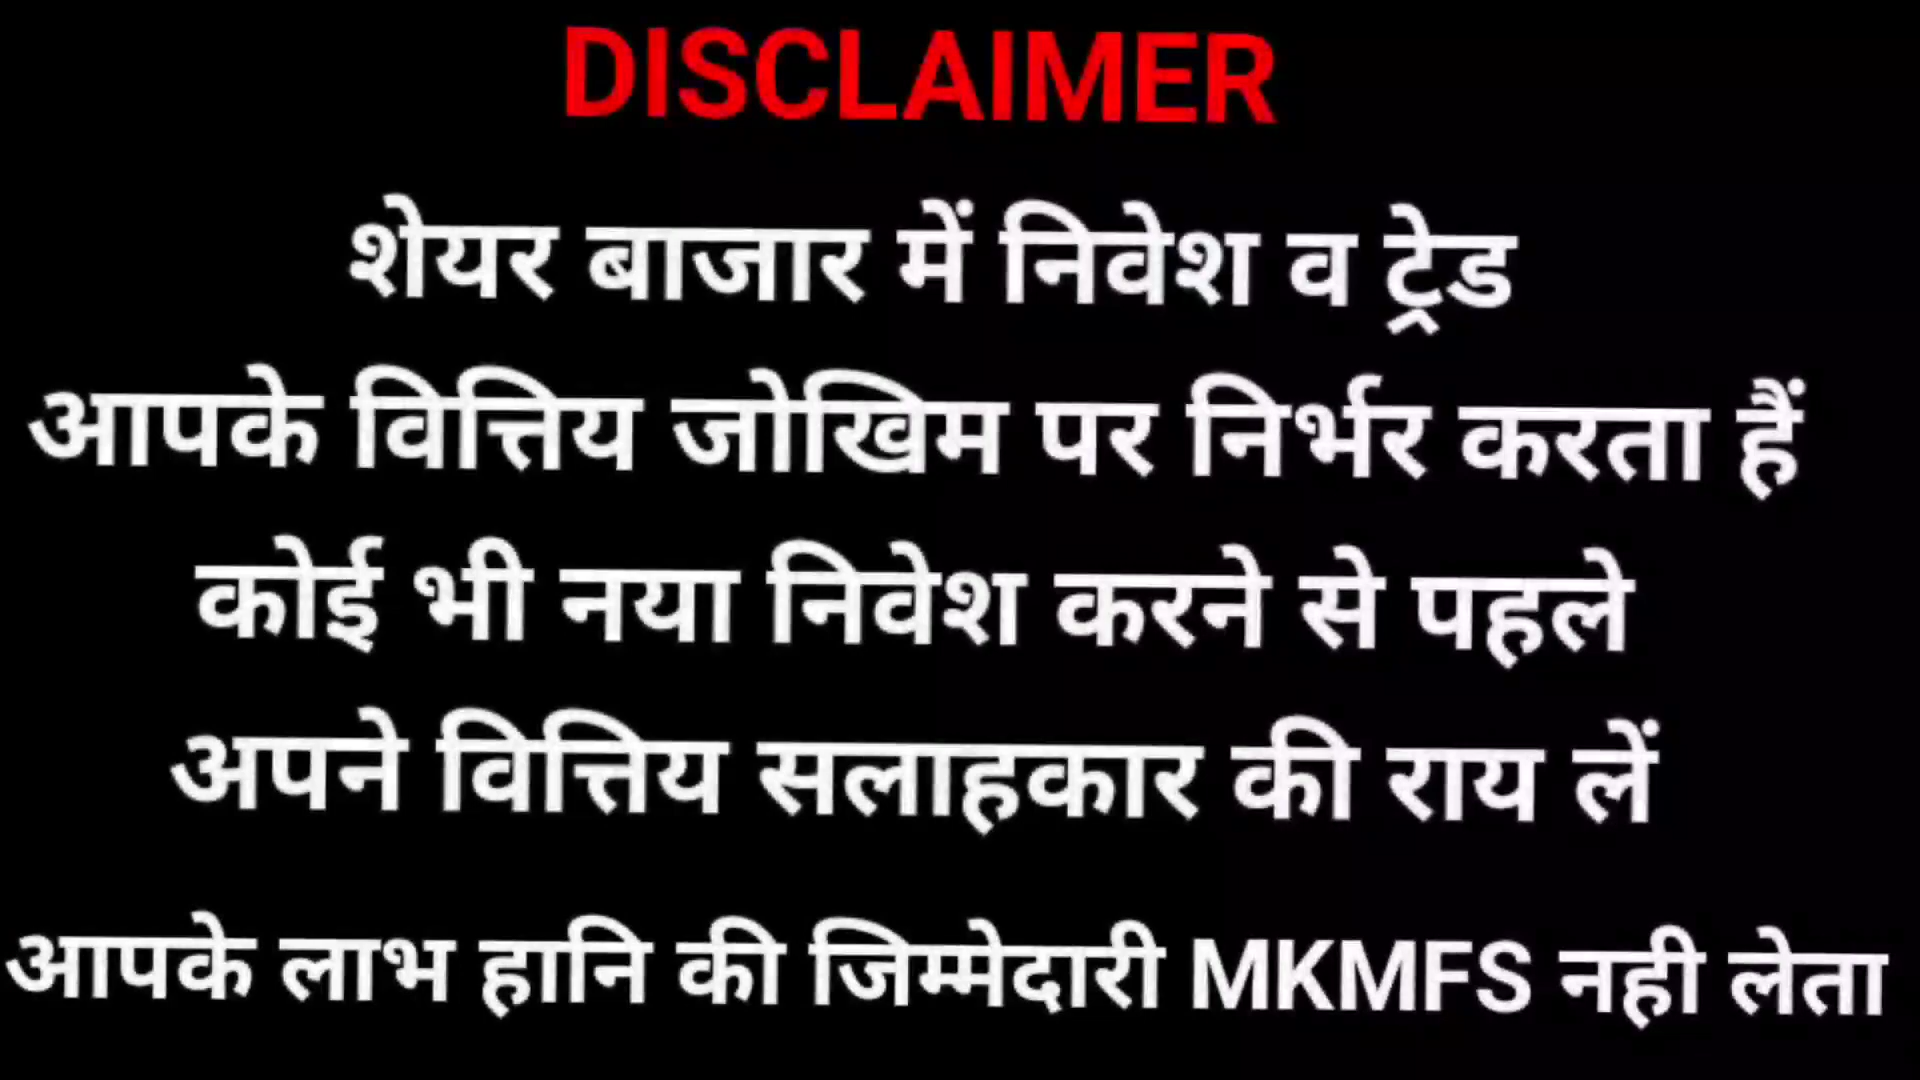 DISCLAIMER
शेयर बाजार में निवेश व ट्रेड
आपके वित्तिय जोखिम पर निर्भर करता हैं
कोई भी नया निवेश करने से पहले
अपने वित्तिय सलाहकार की राय लें
आपके लाभ हानि की जिम्मेदारी MKMFS नही लेता